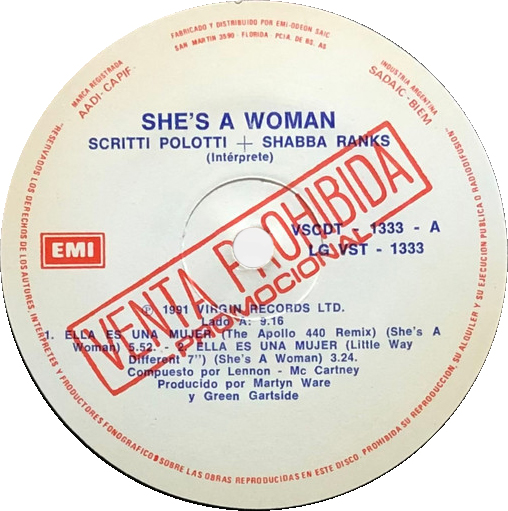 FABRICADO Y DISTRIBUIDO POR EMI-ODEON SAIC
SAN MARTIN 3590 - FLORIDA - PCIA. DE BS. AS
MARCA REGISTRADA
AADI-CAPIF
INDUSTRIA ARGENTINA
SADAIC-BIEM
SHE'S A WOMAN
SCRITTI POLOTTI + SHABBA RANKS
(Intérprete)
EMI
VENTA PROHIBIDA
PROMOCIONAL
VSCDT - 1333 - A
LG VST - 1333
℗ 1991 VIRGIN RECORDS LTD.
Lado A: 9.16
1. ELLA ES UNA MUJER (The Apollo 440 Remix) (She's A
Woman) 5.52. - 2. ELLA ES UNA MUJER (Little Way
Different 7") (She's A Woman) 3.24.
Compuesto por Lennon - Mc Cartney
Producido por Martyn Ware
y Green Gartside
"RESERVADOS LOS DERECHOS DE LOS AUTORES INTERPRETES Y PRODUCTORES FONOGRAFICOS SOBRE LAS OBRAS REPRODUCIDAS EN ESTE DISCO. PROHIBIDA SU REPRODUCCION, SU ALQUILER Y SU EJECUCION PUBLICA O RADIODIFUSION"